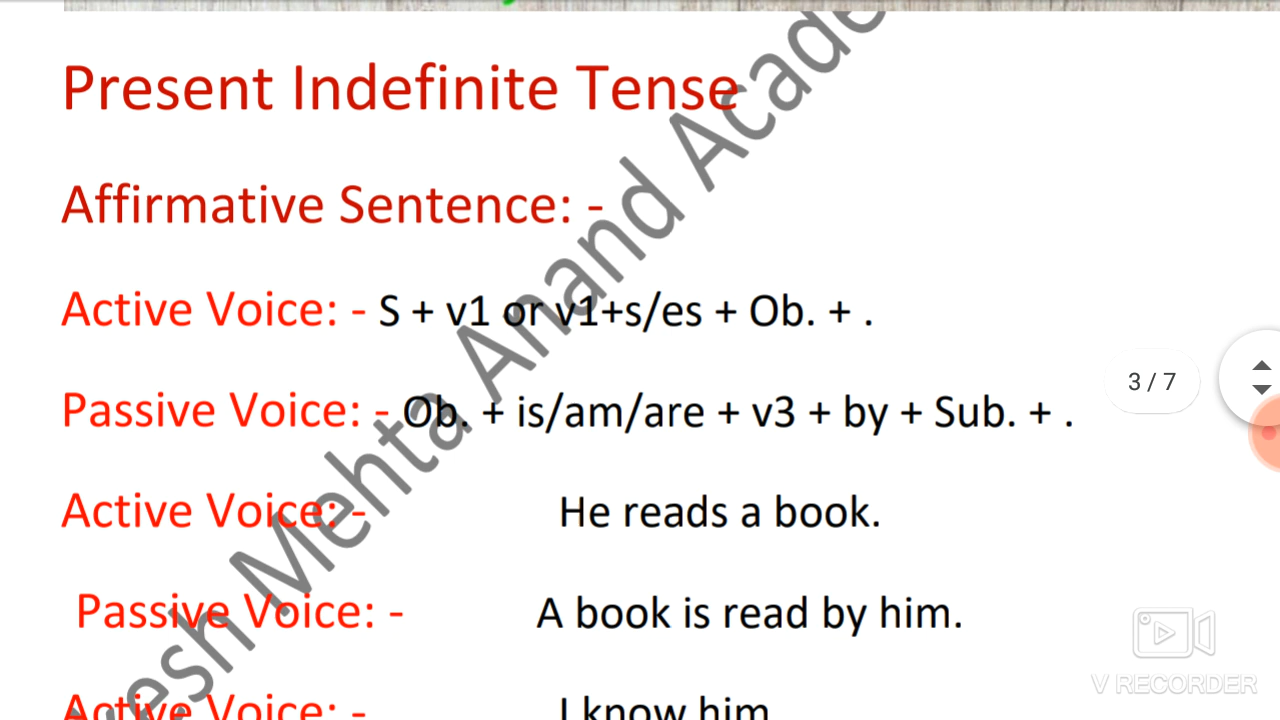 Present Indefinite Tense
Affirmative Sentence: -
Active Voice: - S + v1 or v1+s/es + Ob. + .
Passive Voice: - Ob. + is/am/are + v3 + by + Sub. + .
3 / 7
Active Voice: - He reads a book.
Passive Voice: - A book is read by him.
Active Voice: - I know him
esh Mehta Anand Acade
V RECORDER